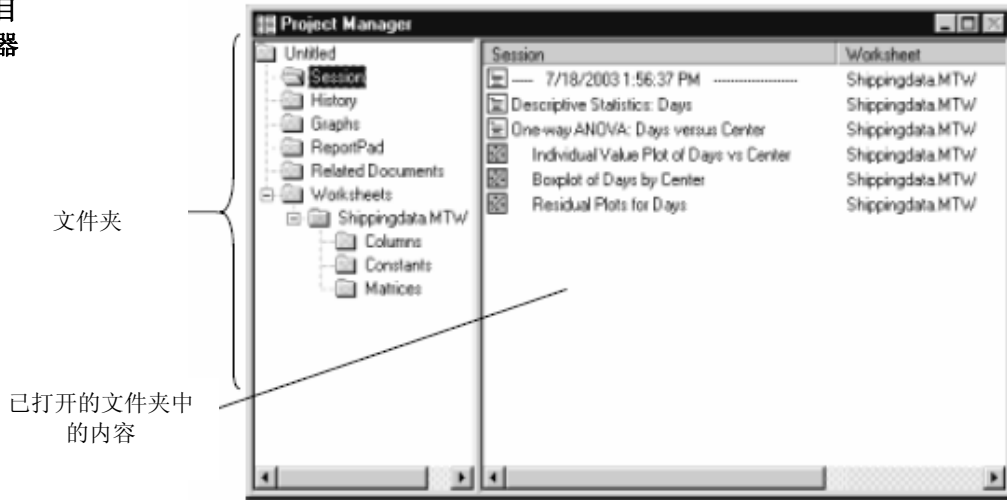 目
器
Project Manager
Untitled
Session
History
Graphs
ReportPad
Related Documents
Worksheets
Shippingdata.MTW
Columns
Constants
Matrices
Session Worksheet
---- 7/18/2003 1:56:37 PM ------------------- Shippingdata.MTW
Descriptive Statistics: Days Shippingdata.MTW
One-way ANOVA: Days versus Center Shippingdata.MTW
Individual Value Plot of Days vs Center Shippingdata.MTW
Boxplot of Days by Center Shippingdata.MTW
Residual Plots for Days Shippingdata.MTW
文件夹
已打开的文件夹中
的内容